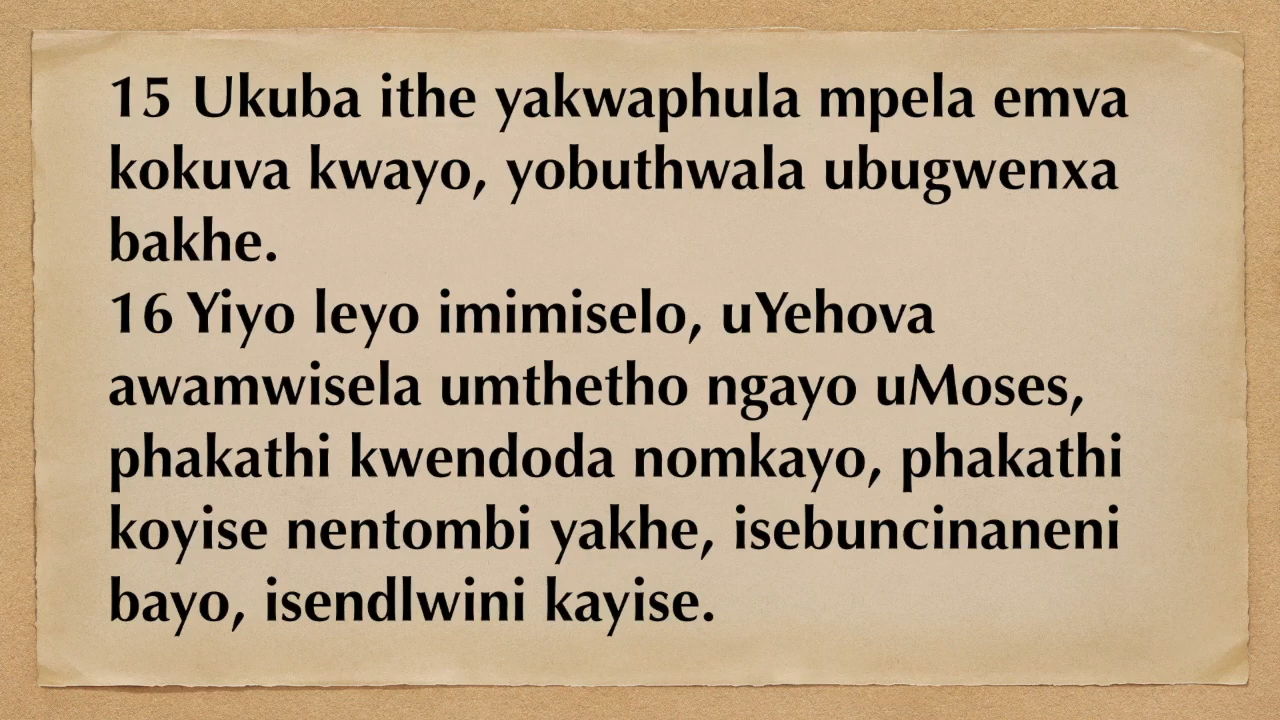 15 Ukuba ithe yakwaphula mpela emva
kokuva kwayo, yobuthwala ubugwenxa
bakhe.
16 Yiyo leyo imimiselo, uYehova
awamwisela umthetho ngayo uMoses,
phakathi kwendoda nomkayo, phakathi
koyise nentombi yakhe, isebuncinaneni
bayo, isendlwini kayise.